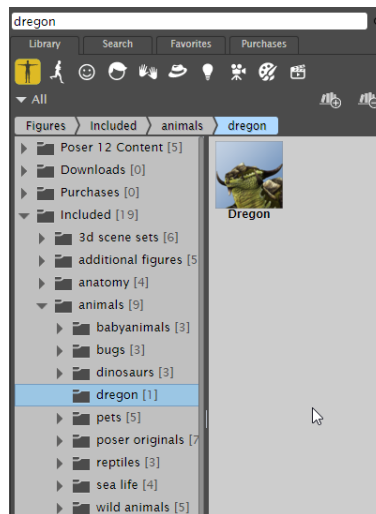 dregon
Library Search Favorites Purchases
All
Figures Included animals dregon
Poser 12 Content [5]
Downloads [0]
Purchases [0]
Included [19]
3d scene sets [6]
additional figures [5
anatomy [4]
animals [9]
babyanimals [3]
bugs [3]
dinosaurs [3]
dregon [1]
pets [5]
poser originals [7
reptiles [3]
sea life [4]
wild animals [5]
Dregon